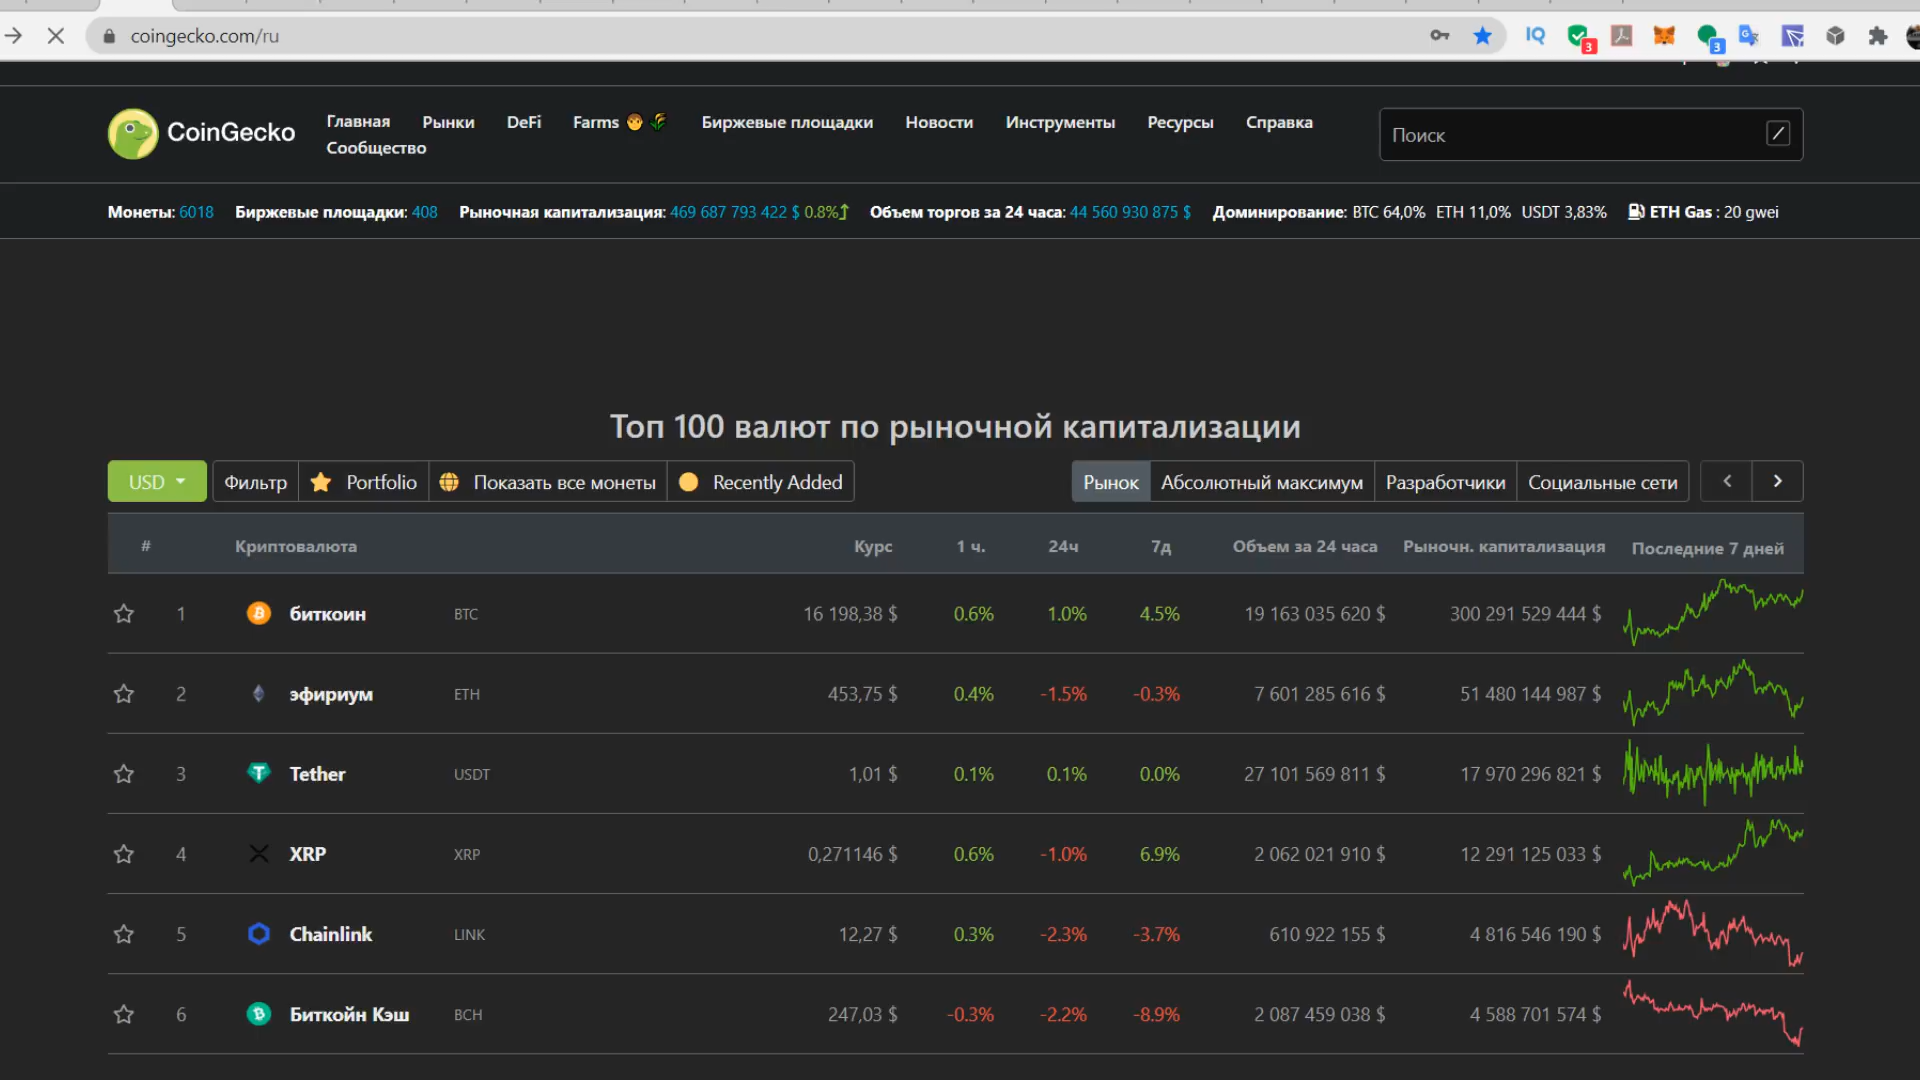 coingecko.com/ru
IQ 3 3
CoinGecko
Главная Рынки DeFi Farms Биржевые площадки Новости Инструменты Ресурсы Справка
Сообщество
Поиск /
Монеты: 6018 Биржевые площадки: 408 Рыночная капитализация: 469 687 793 422 $ 0.8% Объем торгов за 24 часа: 44 560 930 875 $ Доминирование: BTC 64,0% ETH 11,0% USDT 3,83% ETH Gas : 20 gwei
Топ 100 валют по рыночной капитализации
USD Фильтр Portfolio Показать все монеты Recently Added Рынок Абсолютный максимум Разработчики Социальные сети
# Криптовалюта Курс 1 ч. 24ч 7д Объем за 24 часа Рыночн. капитализация Последние 7 дней
1 биткоин BTC 16 198,38 $ 0.6% 1.0% 4.5% 19 163 035 620 $ 300 291 529 444 $
2 эфириум ETH 453,75 $ 0.4% -1.5% -0.3% 7 601 285 616 $ 51 480 144 987 $
3 Tether USDT 1,01 $ 0.1% 0.1% 0.0% 27 101 569 811 $ 17 970 296 821 $
4 XRP XRP 0,271146 $ 0.6% -1.0% 6.9% 2 062 021 910 $ 12 291 125 033 $
5 Chainlink LINK 12,27 $ 0.3% -2.3% -3.7% 610 922 155 $ 4 816 546 190 $
6 Биткойн Кэш BCH 247,03 $ -0.3% -2.2% -8.9% 2 087 459 038 $ 4 588 701 574 $